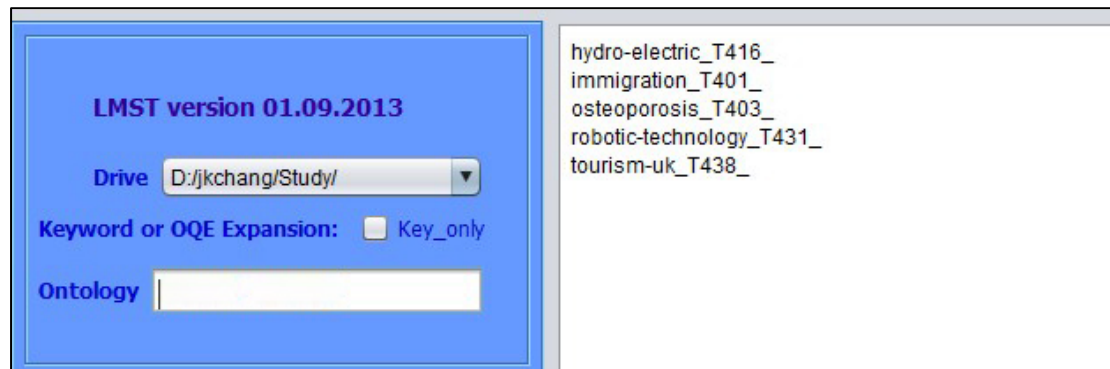 LMST version 01.09.2013
Drive D:/jkchang/Study/
Keyword or OQE Expansion: Key_only
Ontology
hydro-electric_T416_
immigration_T401_
osteoporosis_T403_
robotic-technology_T431_
tourism-uk_T438_